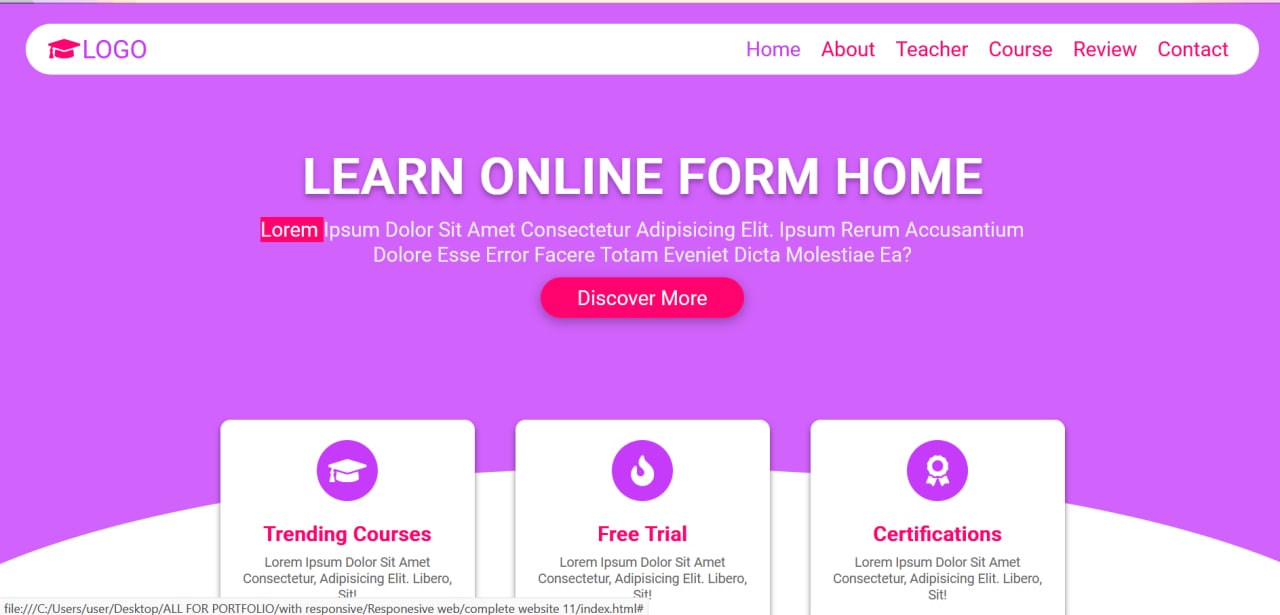 LOGO
Home About Teacher Course Review Contact
LEARN ONLINE FORM HOME
Lorem Ipsum Dolor Sit Amet Consectetur Adipisicing Elit. Ipsum Rerum Accusantium
Dolore Esse Error Facere Totam Eveniet Dicta Molestiae Ea?
Discover More
Trending Courses
Lorem Ipsum Dolor Sit Amet
Consectetur, Adipisicing Elit. Libero,
Sit!
Free Trial
Lorem Ipsum Dolor Sit Amet
Consectetur, Adipisicing Elit. Libero,
Sit!
Certifications
Lorem Ipsum Dolor Sit Amet
Consectetur, Adipisicing Elit. Libero,
Sit!
file:///C:/Users/user/Desktop/ALL FOR PORTFOLIO/with responsive/Responesive web/complete website 11/index.html#